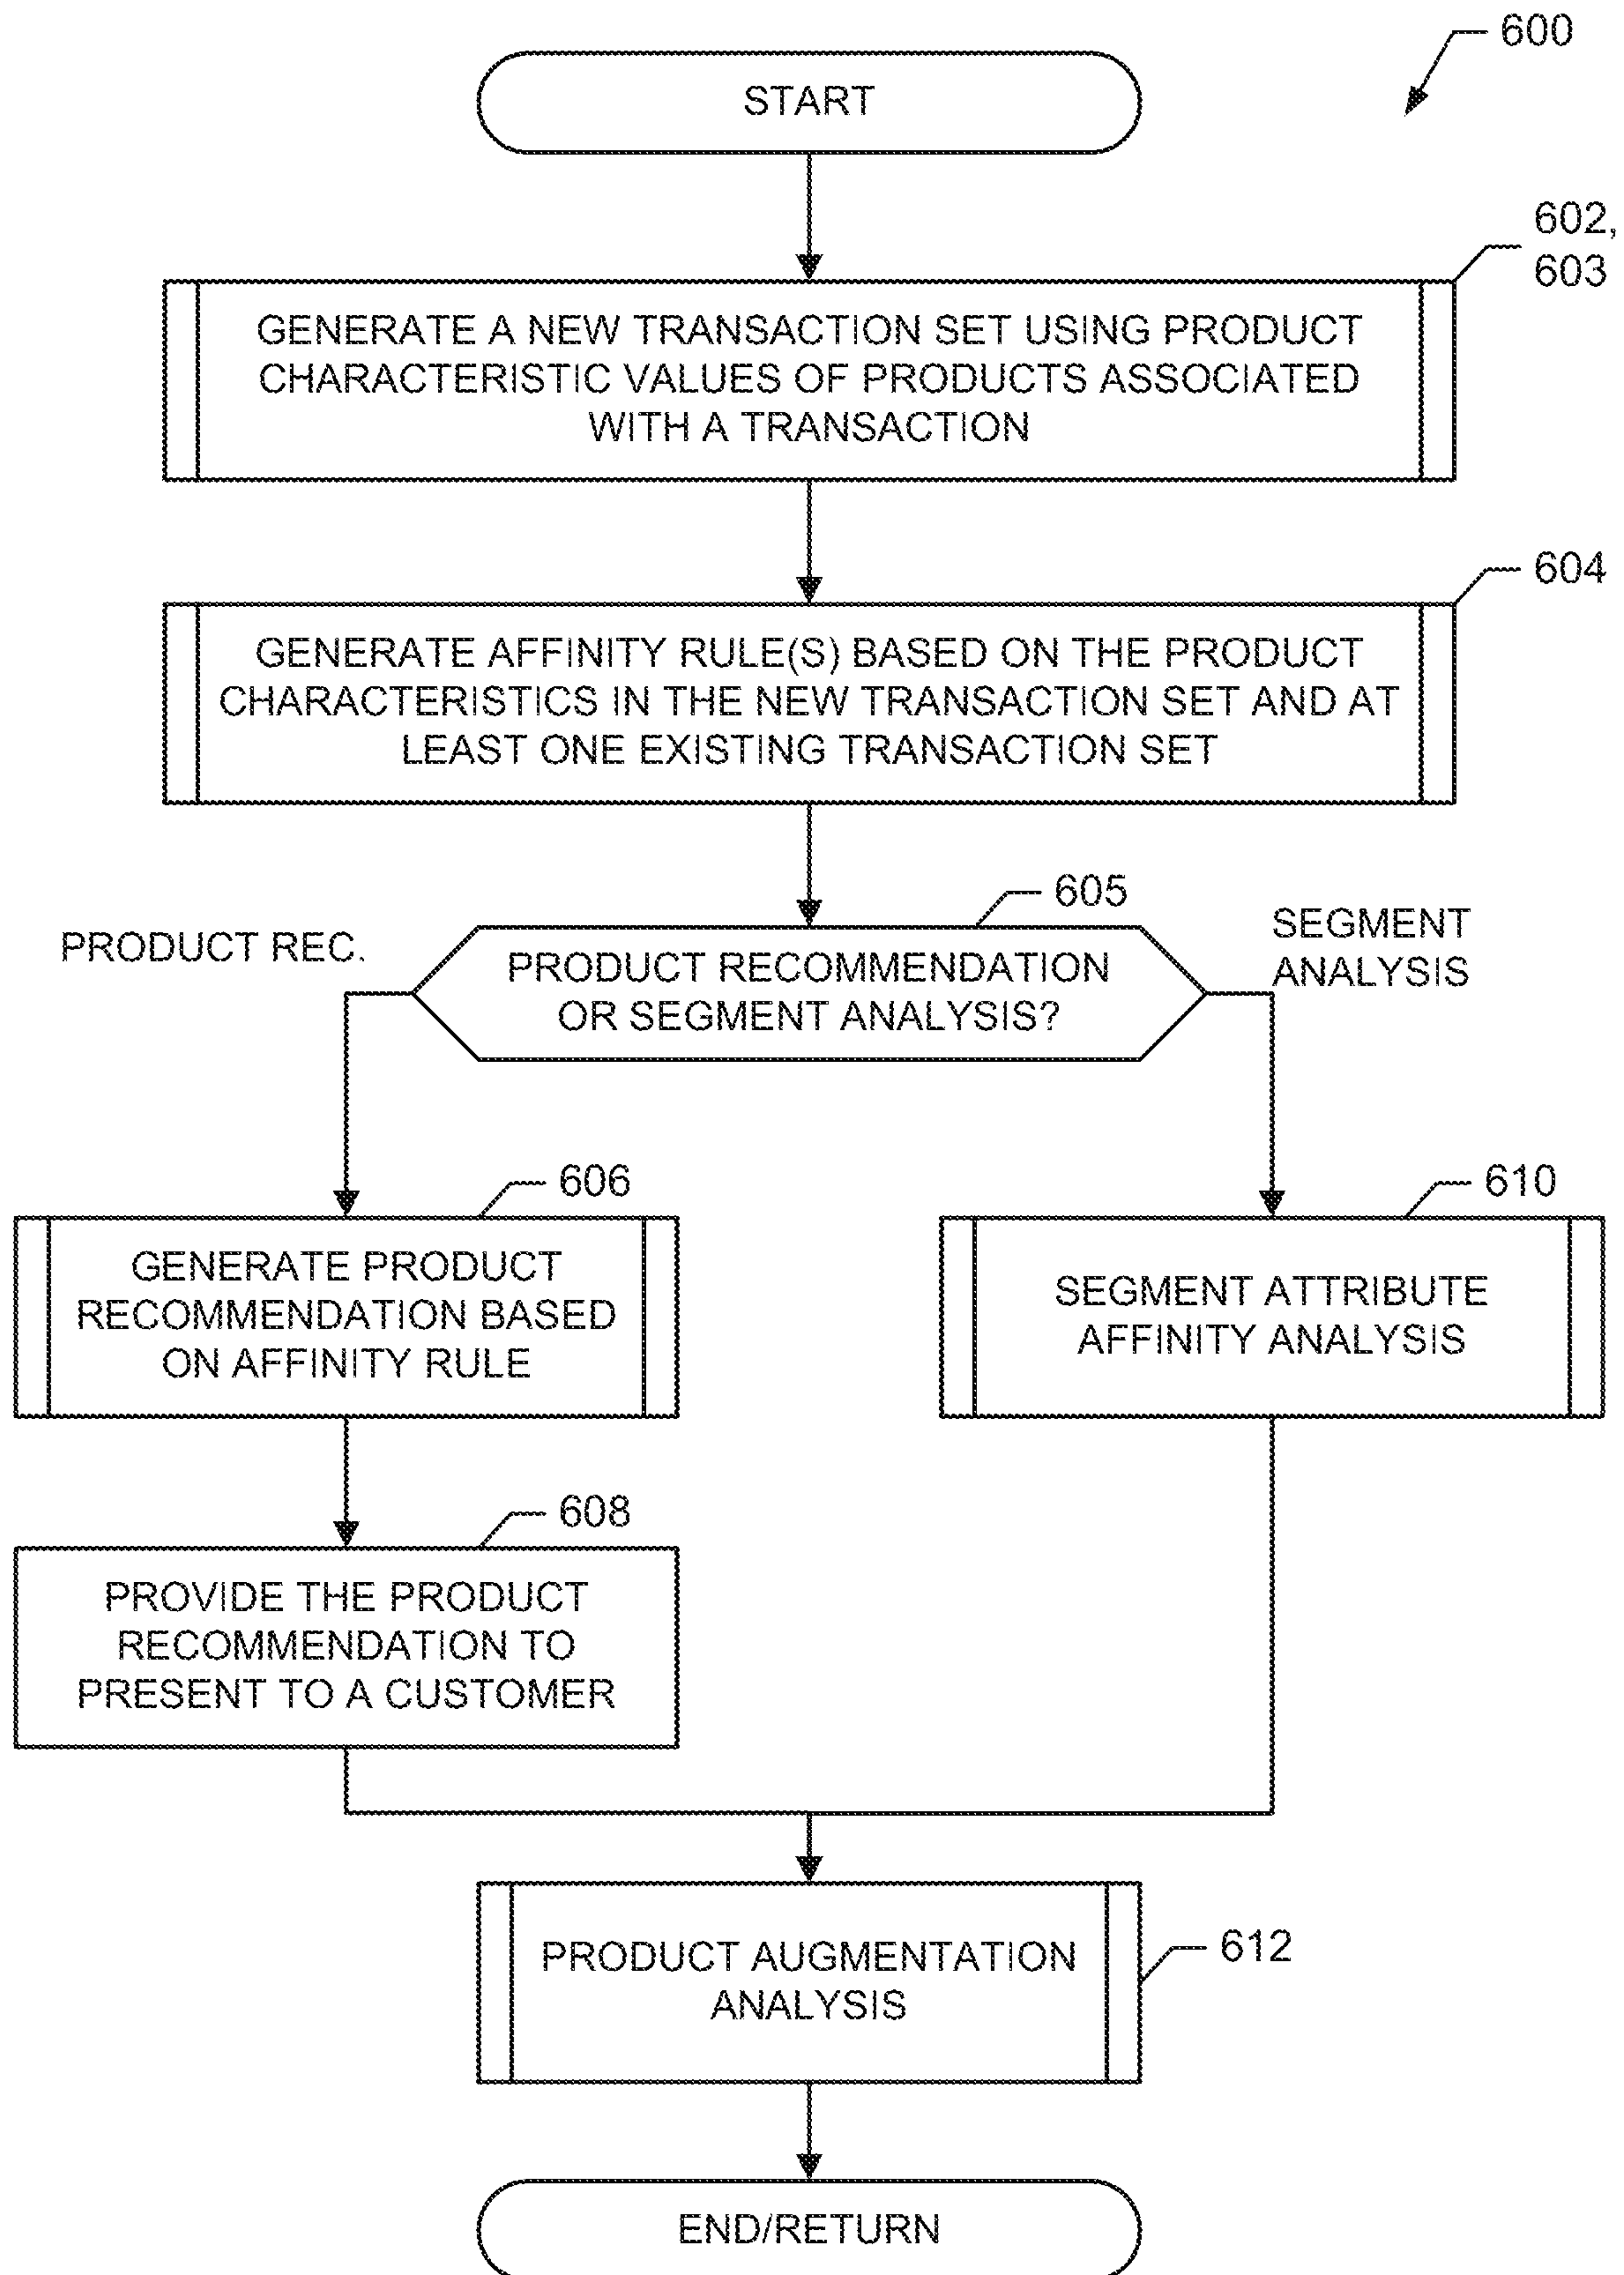 600
START
602,
603
GENERATE A NEW TRANSACTION SET USING PRODUCT
CHARACTERISTIC VALUES OF PRODUCTS ASSOCIATED
WITH A TRANSACTION
604
GENERATE AFFINITY RULE(S) BASED ON THE PRODUCT
CHARACTERISTICS IN THE NEW TRANSACTION SET AND AT
LEAST ONE EXISTING TRANSACTION SET
605
PRODUCT REC.
PRODUCT RECOMMENDATION
OR SEGMENT ANALYSIS?
SEGMENT
ANALYSIS
606
GENERATE PRODUCT
RECOMMENDATION BASED
ON AFFINITY RULE
610
SEGMENT ATTRIBUTE
AFFINITY ANALYSIS
608
PROVIDE THE PRODUCT
RECOMMENDATION TO
PRESENT TO A CUSTOMER
612
PRODUCT AUGMENTATION
ANALYSIS
END/RETURN